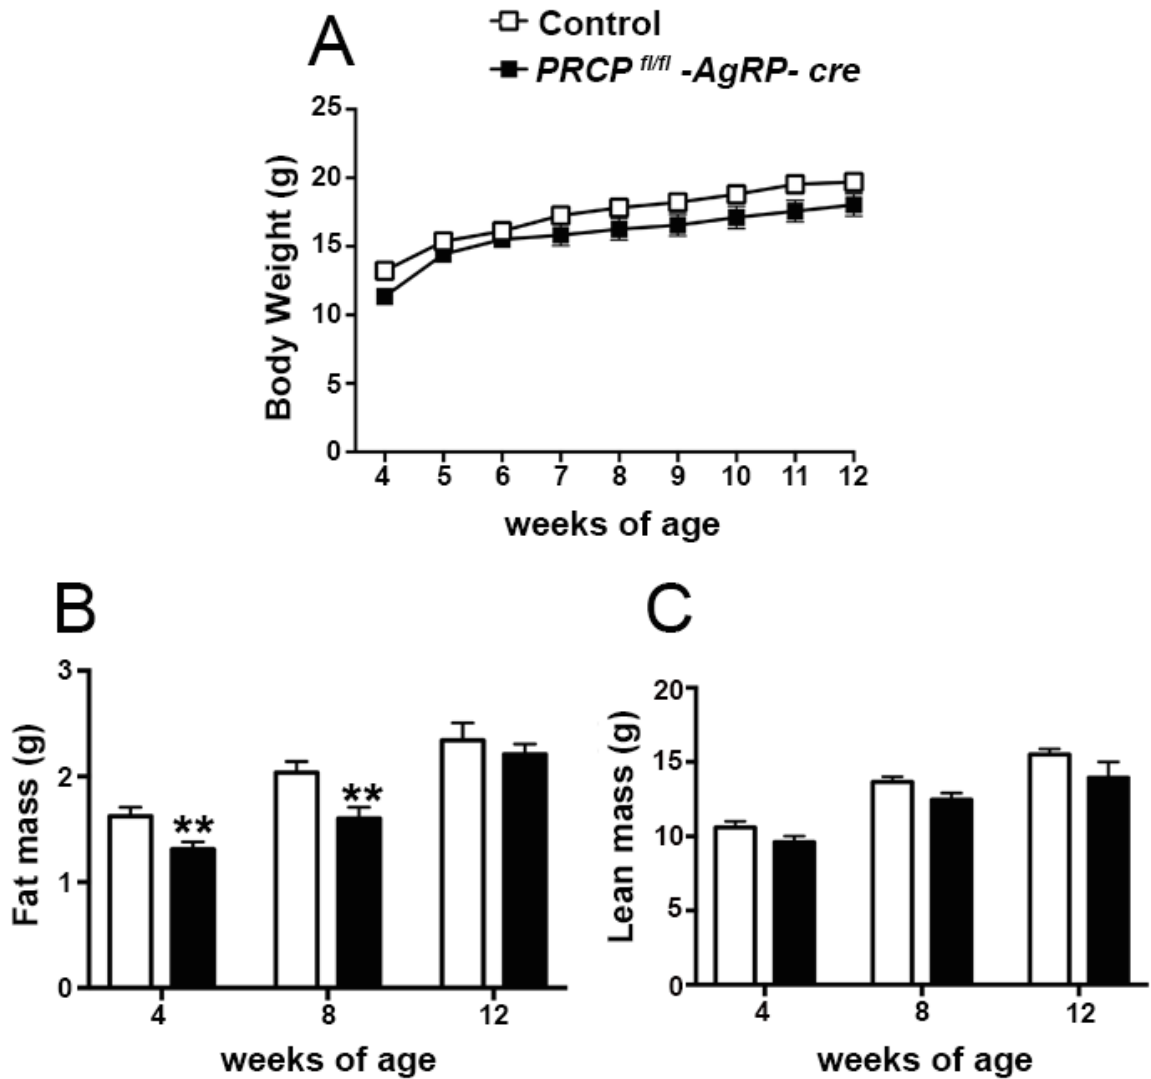 A
Control
PRCP fl/fl -AgRP- cre
25
20
15
10
5
0
Body Weight (g)
4 5 6 7 8 9 10 11 12
weeks of age
B
3
2
1
0
Fat mass (g)
** **
4 8 12
weeks of age
C
20
15
10
5
0
Lean mass (g)
4 8 12
weeks of age